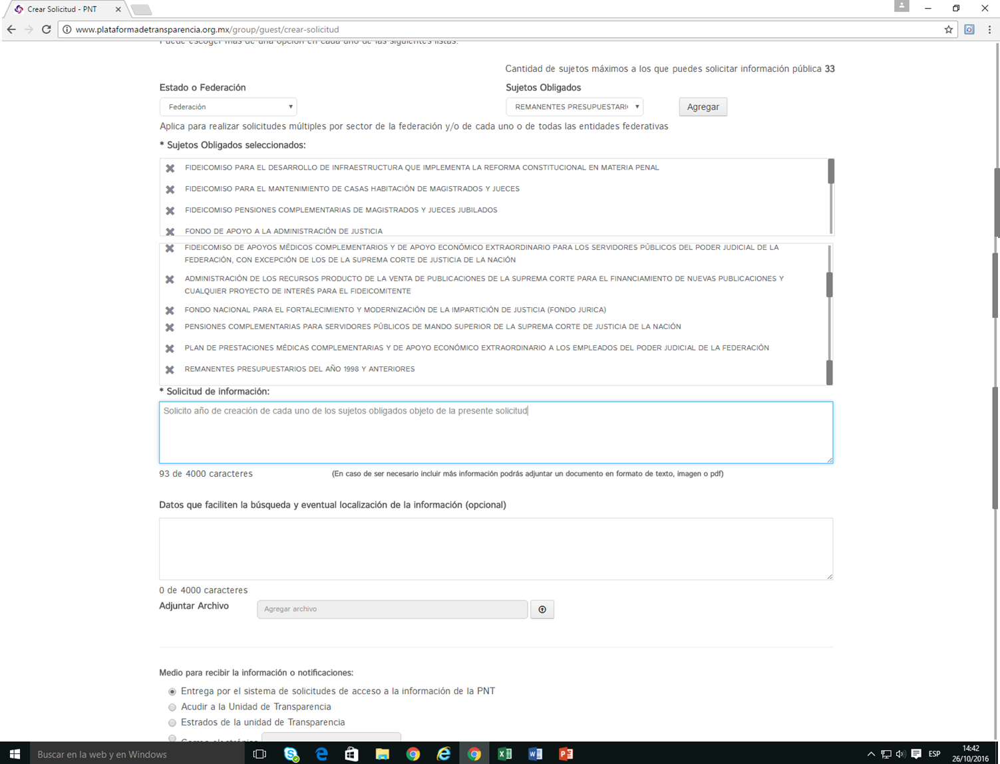 Crear Solicitud - PNT
www.plataformadetransparencia.org.mx/group/guest/crear-solicitud
Puede escoger más de una opción en cada uno de las siguientes listas.
Cantidad de sujetos máximos a los que puedes solicitar información pública 33
Estado o Federación
Sujetos Obligados
Federación
REMANENTES PRESUPUESTARI
Agregar
Aplica para realizar solicitudes múltiples por sector de la federación y/o de cada uno o de todas las entidades federativas
* Sujetos Obligados seleccionados:
FIDEICOMISO PARA EL DESARROLLO DE INFRAESTRUCTURA QUE IMPLEMENTA LA REFORMA CONSTITUCIONAL EN MATERIA PENAL
FIDEICOMISO PARA EL MANTENIMIENTO DE CASAS HABITACIÓN DE MAGISTRADOS Y JUECES
FIDEICOMISO PENSIONES COMPLEMENTARIAS DE MAGISTRADOS Y JUECES JUBILADOS
FONDO DE APOYO A LA ADMINISTRACIÓN DE JUSTICIA
FIDEICOMISO DE APOYOS MÉDICOS COMPLEMENTARIOS Y DE APOYO ECONÓMICO EXTRAORDINARIO PARA LOS SERVIDORES PÚBLICOS DEL PODER JUDICIAL DE LA
FEDERACIÓN, CON EXCEPCIÓN DE LOS DE LA SUPREMA CORTE DE JUSTICIA DE LA NACIÓN
ADMINISTRACIÓN DE LOS RECURSOS PRODUCTO DE LA VENTA DE PUBLICACIONES DE LA SUPREMA CORTE PARA EL FINANCIAMIENTO DE NUEVAS PUBLICACIONES Y
CUALQUIER PROYECTO DE INTERÉS PARA EL FIDEICOMITENTE
FONDO NACIONAL PARA EL FORTALECIMIENTO Y MODERNIZACIÓN DE LA IMPARTICIÓN DE JUSTICIA (FONDO JURICA)
PENSIONES COMPLEMENTARIAS PARA SERVIDORES PÚBLICOS DE MANDO SUPERIOR DE LA SUPREMA CORTE DE JUSTICIA DE LA NACIÓN
PLAN DE PRESTACIONES MÉDICAS COMPLEMENTARIAS Y DE APOYO ECONÓMICO EXTRAORDINARIO A LOS EMPLEADOS DEL PODER JUDICIAL DE LA FEDERACIÓN
REMANENTES PRESUPUESTARIOS DEL AÑO 1998 Y ANTERIORES
* Solicitud de información:
Solicito año de creación de cada uno de los sujetos obligados objeto de la presente solicitud
93 de 4000 caracteres
(En caso de ser necesario incluir más información podrás adjuntar un documento en formato de texto, imagen o pdf)
Datos que faciliten la búsqueda y eventual localización de la información (opcional)
0 de 4000 caracteres
Adjuntar Archivo
Agregar archivo
Medio para recibir la información o notificaciones:
Entrega por el sistema de solicitudes de acceso a la información de la PNT
Acudir a la Unidad de Transparencia
Estrados de la unidad de Transparencia
Correo electrónico
Buscar en la web y en Windows
ESP
14:42
26/10/2016